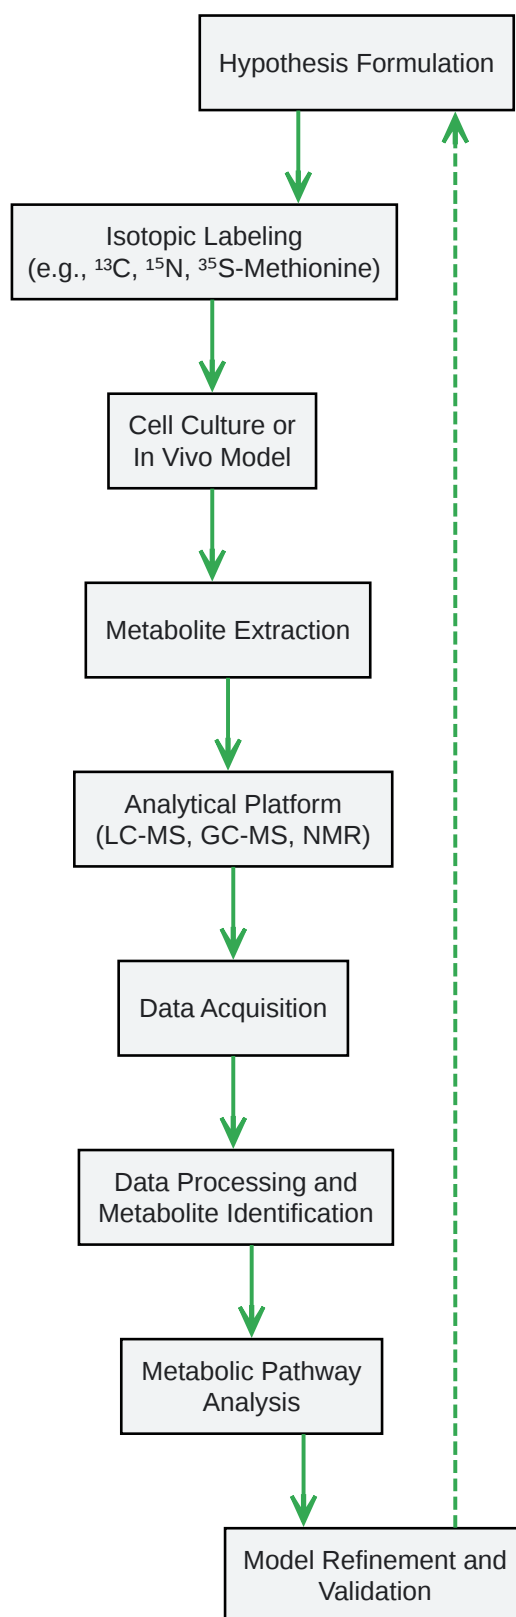 Hypothesis Formulation
Isotopic Labeling
(e.g., ¹³C, ¹⁵N, ³⁵S-Methionine)
Cell Culture or
In Vivo Model
Metabolite Extraction
Analytical Platform
(LC-MS, GC-MS, NMR)
Data Acquisition
Data Processing and
Metabolite Identification
Metabolic Pathway
Analysis
Model Refinement and
Validation